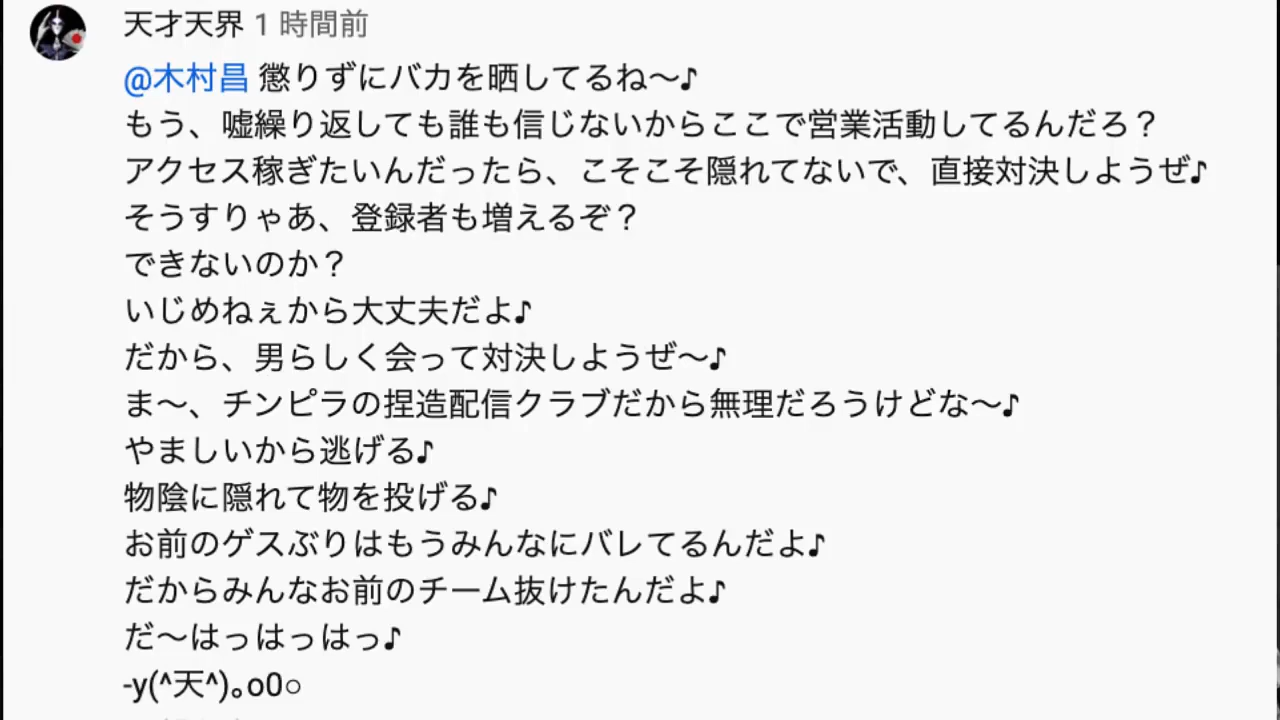 天才天界 1 時間前
@木村昌 懲りずにバカを晒してるね〜♪
もう、嘘繰り返しても誰も信じないからここで営業活動してるんだろ？
アクセス稼ぎたいんだったら、こそこそ隠れてないで、直接対決しようぜ♪
そうすりゃあ、登録者も増えるぞ？
できないのか？
いじめねぇから大丈夫だよ♪
だから、男らしく会って対決しようぜ〜♪
ま〜、チンピラの捏造配信クラブだから無理だろうけどな〜♪
やましいから逃げる♪
物陰に隠れて物を投げる♪
お前のゲスぶりはもうみんなにバレてるんだよ♪
だからみんなお前のチーム抜けたんだよ♪
だ〜はっはっはっ♪
-y(^天^)｡o0○